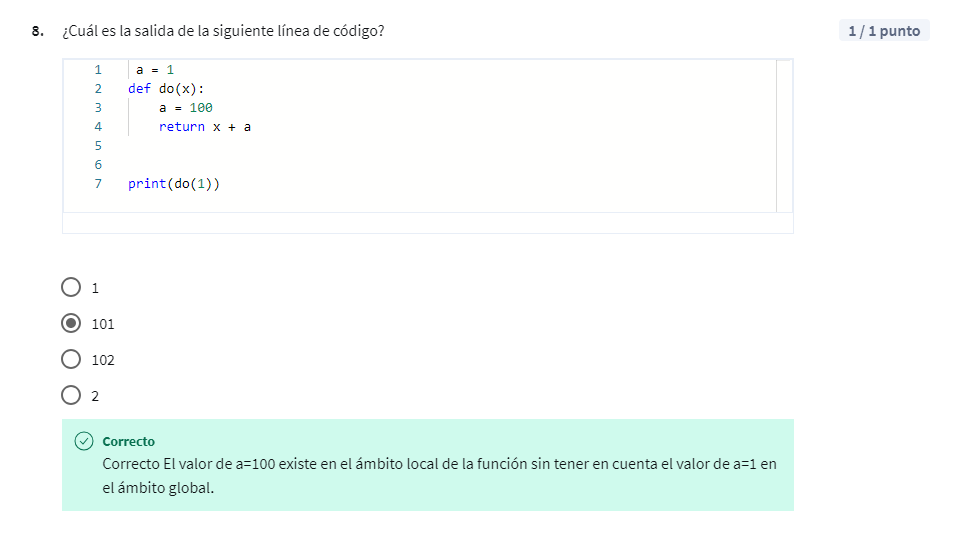 8. ¿Cuál es la salida de la siguiente línea de código?
1 / 1 punto
1 a = 1
2 def do(x):
3 a = 100
4 return x + a
5
6
7 print(do(1))
1
101
102
2
Correcto
Correcto El valor de a=100 existe en el ámbito local de la función sin tener en cuenta el valor de a=1 en
el ámbito global.